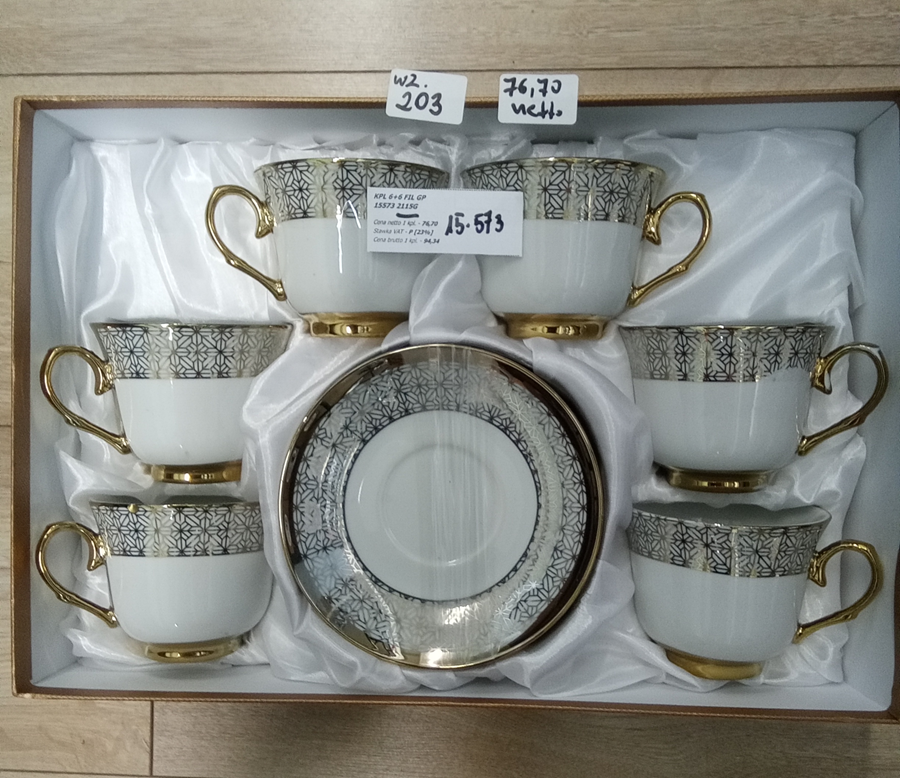 wz.
203
76,70
netto
KPL 6+6 FIL GP
15573 2115G
Cena netto 1 kpl. - 76,70
Stawka VAT - P [23%]
Cena brutto 1 kpl. - 94,34
15.573